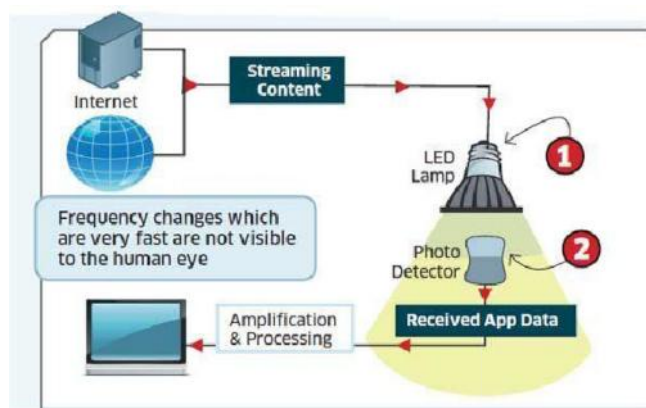 Internet
Streaming
Content
LED
Lamp
1
Frequency changes which
are very fast are not visible
to the human eye
Photo
Detector
2
Amplification
& Processing
Received App Data